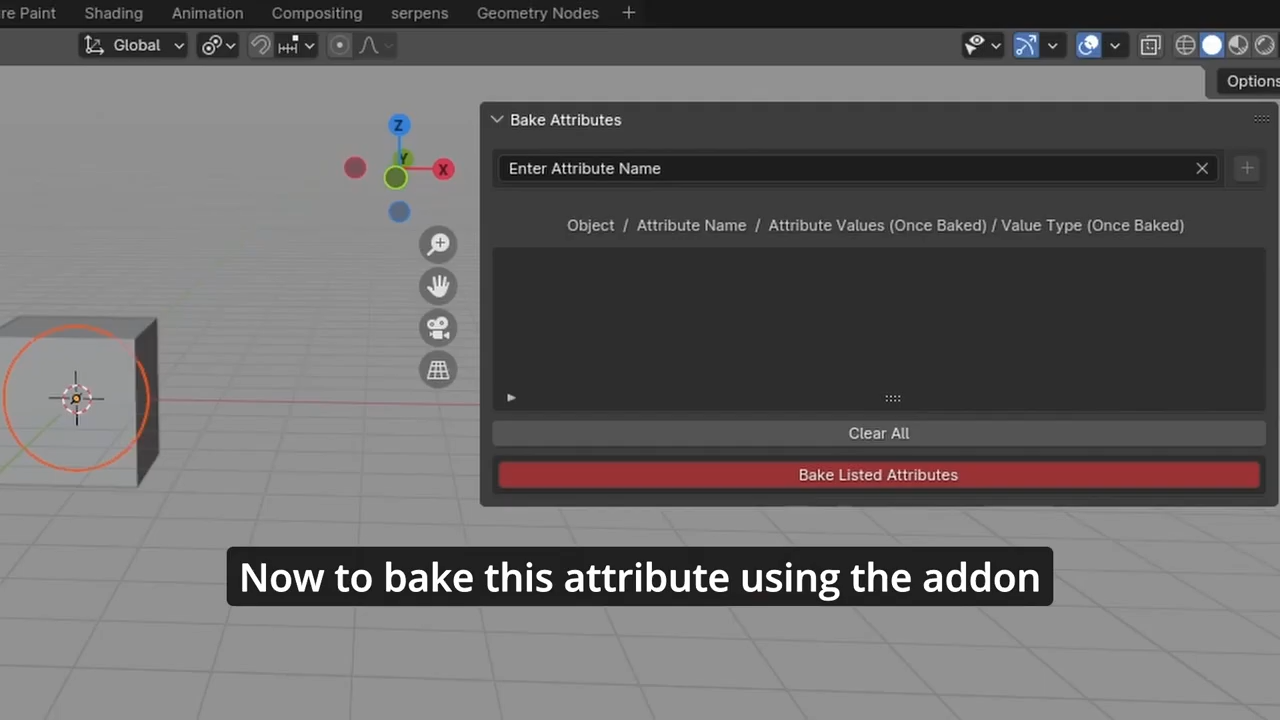 re Paint Shading Animation Compositing serpens Geometry Nodes +
Global
Options
Bake Attributes
Z
Y
X
Enter Attribute Name
Object / Attribute Name / Attribute Values (Once Baked) / Value Type (Once Baked)
Clear All
Bake Listed Attributes
Now to bake this attribute using the addon